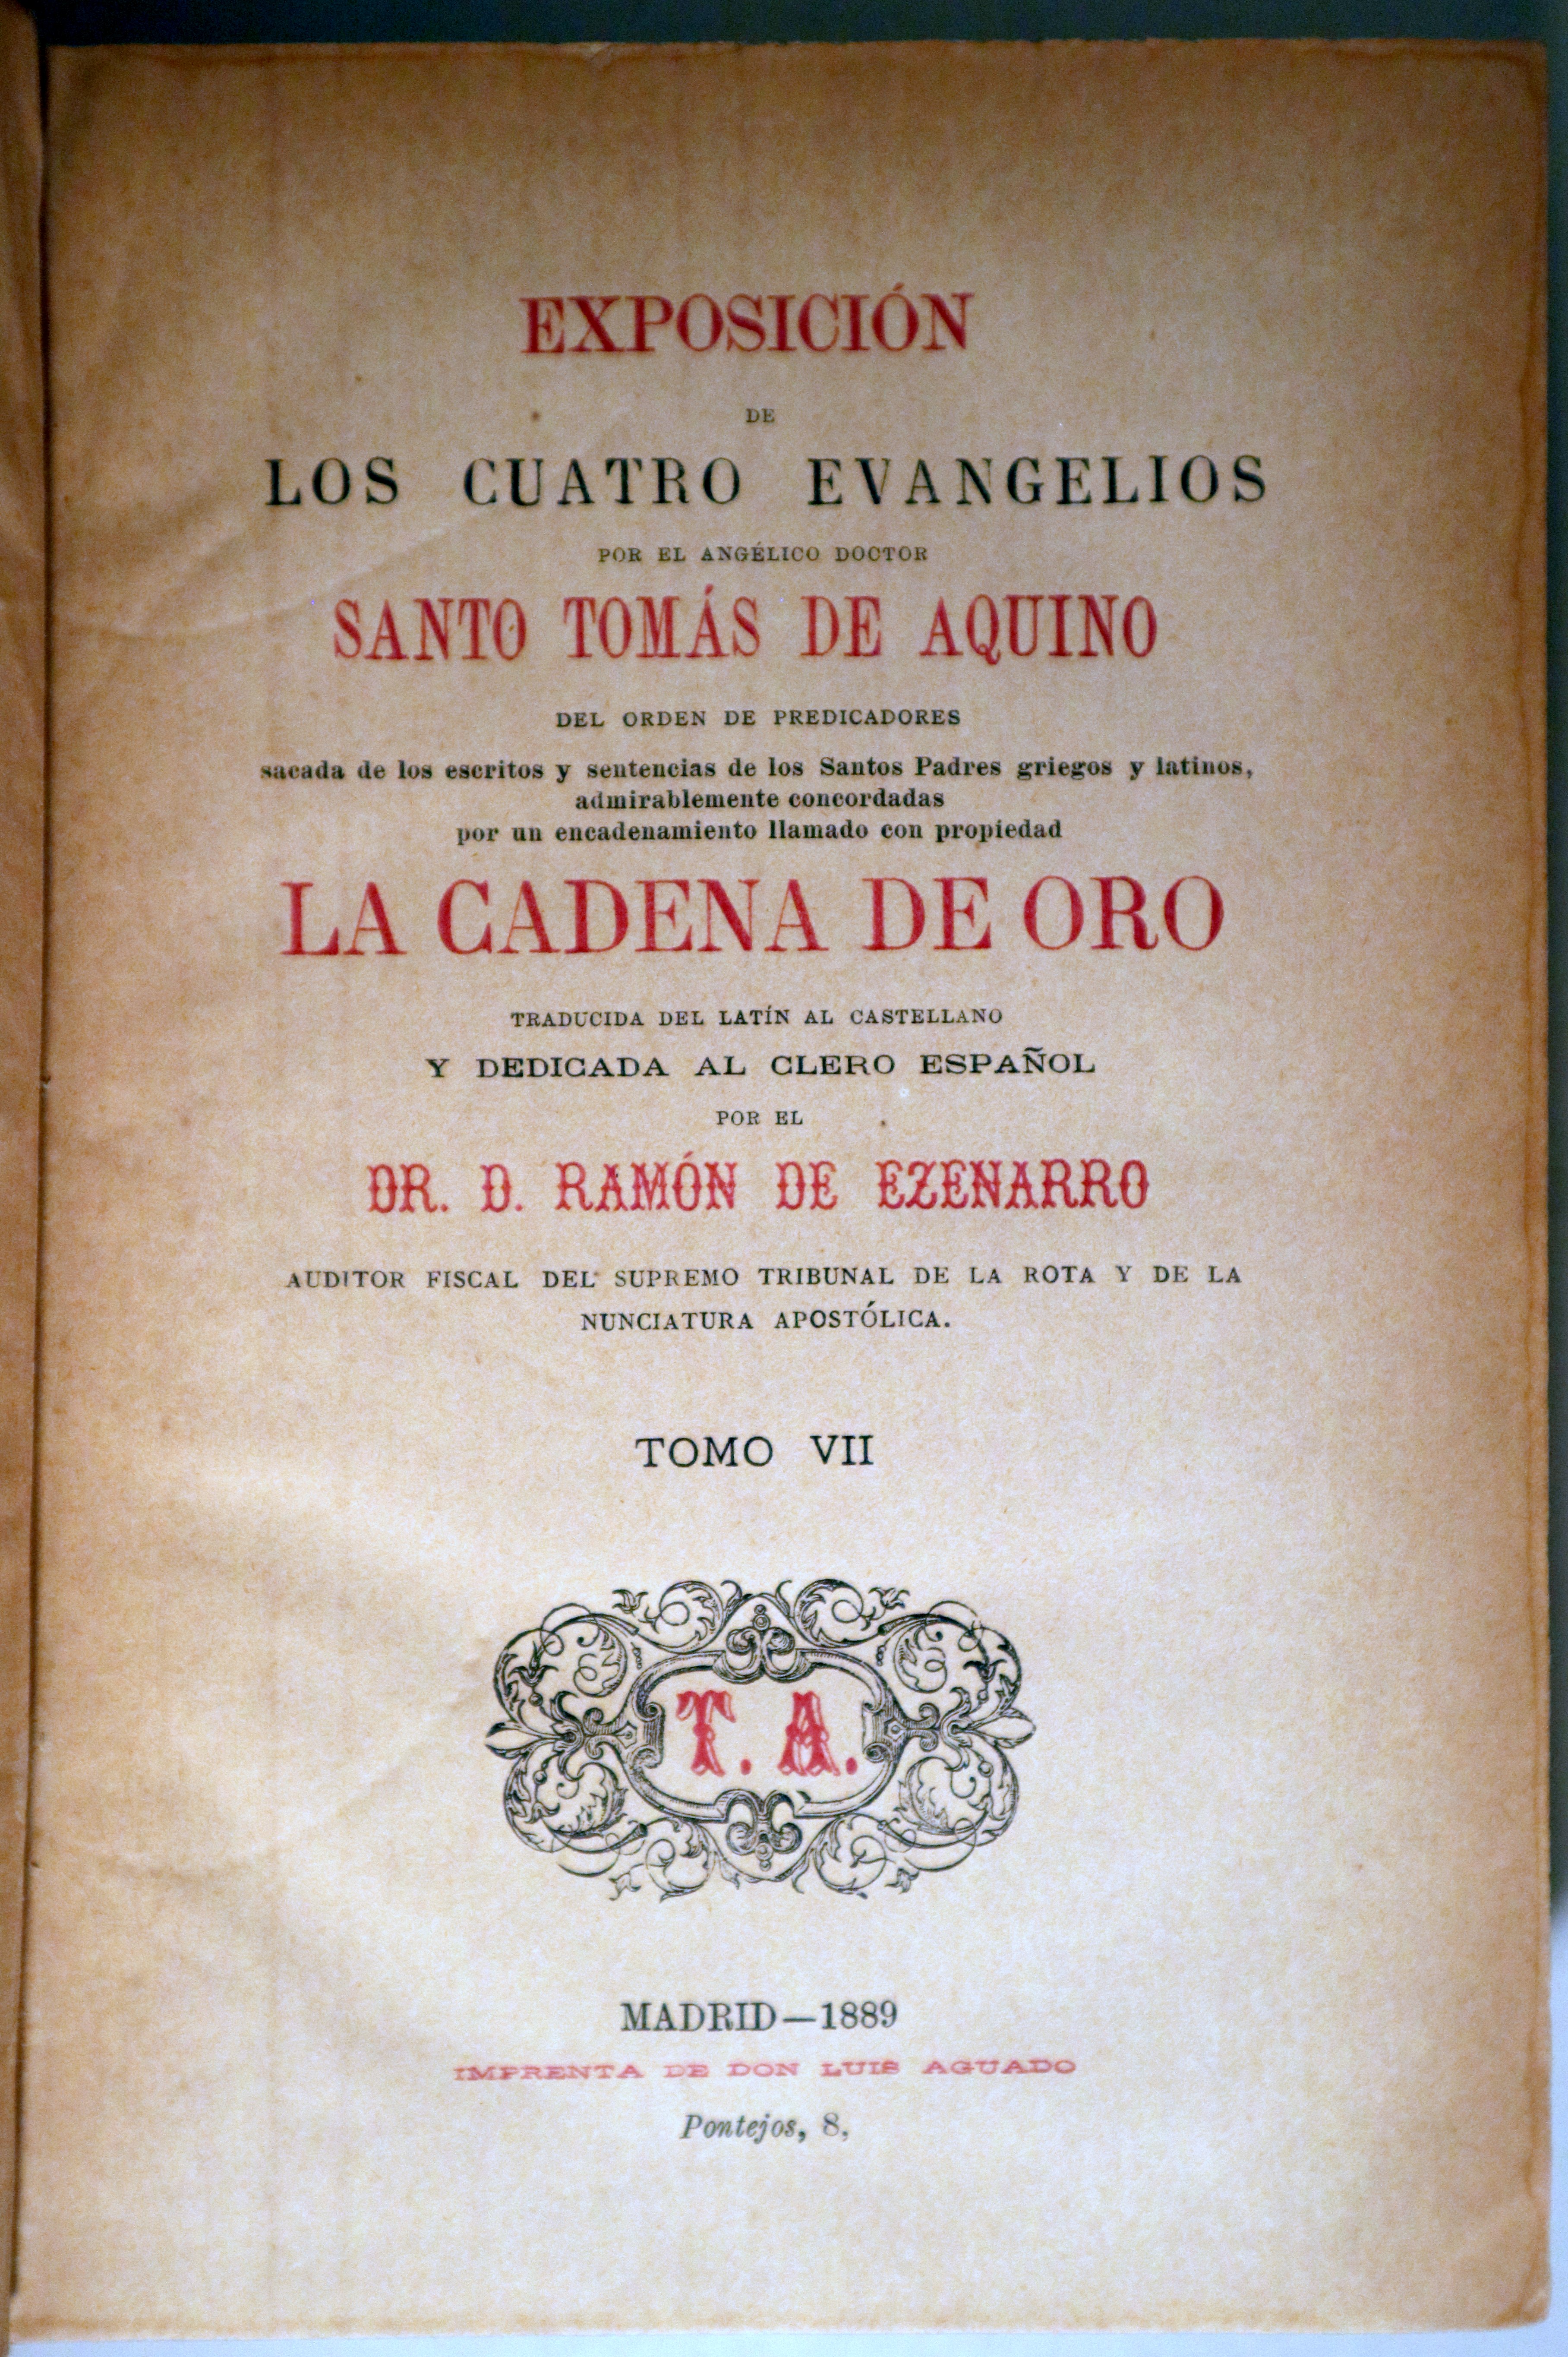 EXPOSICIÓN
DE
LOS CUATRO EVANGELIOS
POR EL ANGÉLICO DOCTOR
SANTO TOMÁS DE AQUINO
DEL ORDEN DE PREDICADORES
sacada de los escritos y sentencias de los Santos Padres griegos y latinos,
admirablemente concordadas
por un encadenamiento llamado con propiedad
LA CADENA DE ORO
TRADUCIDA DEL LATÍN AL CASTELLANO
Y DEDICADA AL CLERO ESPAÑOL
POR EL
DR. D. RAMÓN DE EZENARRO
AUDITOR FISCAL DEL SUPREMO TRIBUNAL DE LA ROTA Y DE LA
NUNCIATURA APOSTÓLICA.
TOMO VII
T. A.
MADRID—1889
IMPRENTA DE DON LUIS AGUADO
Pontejos, 8.